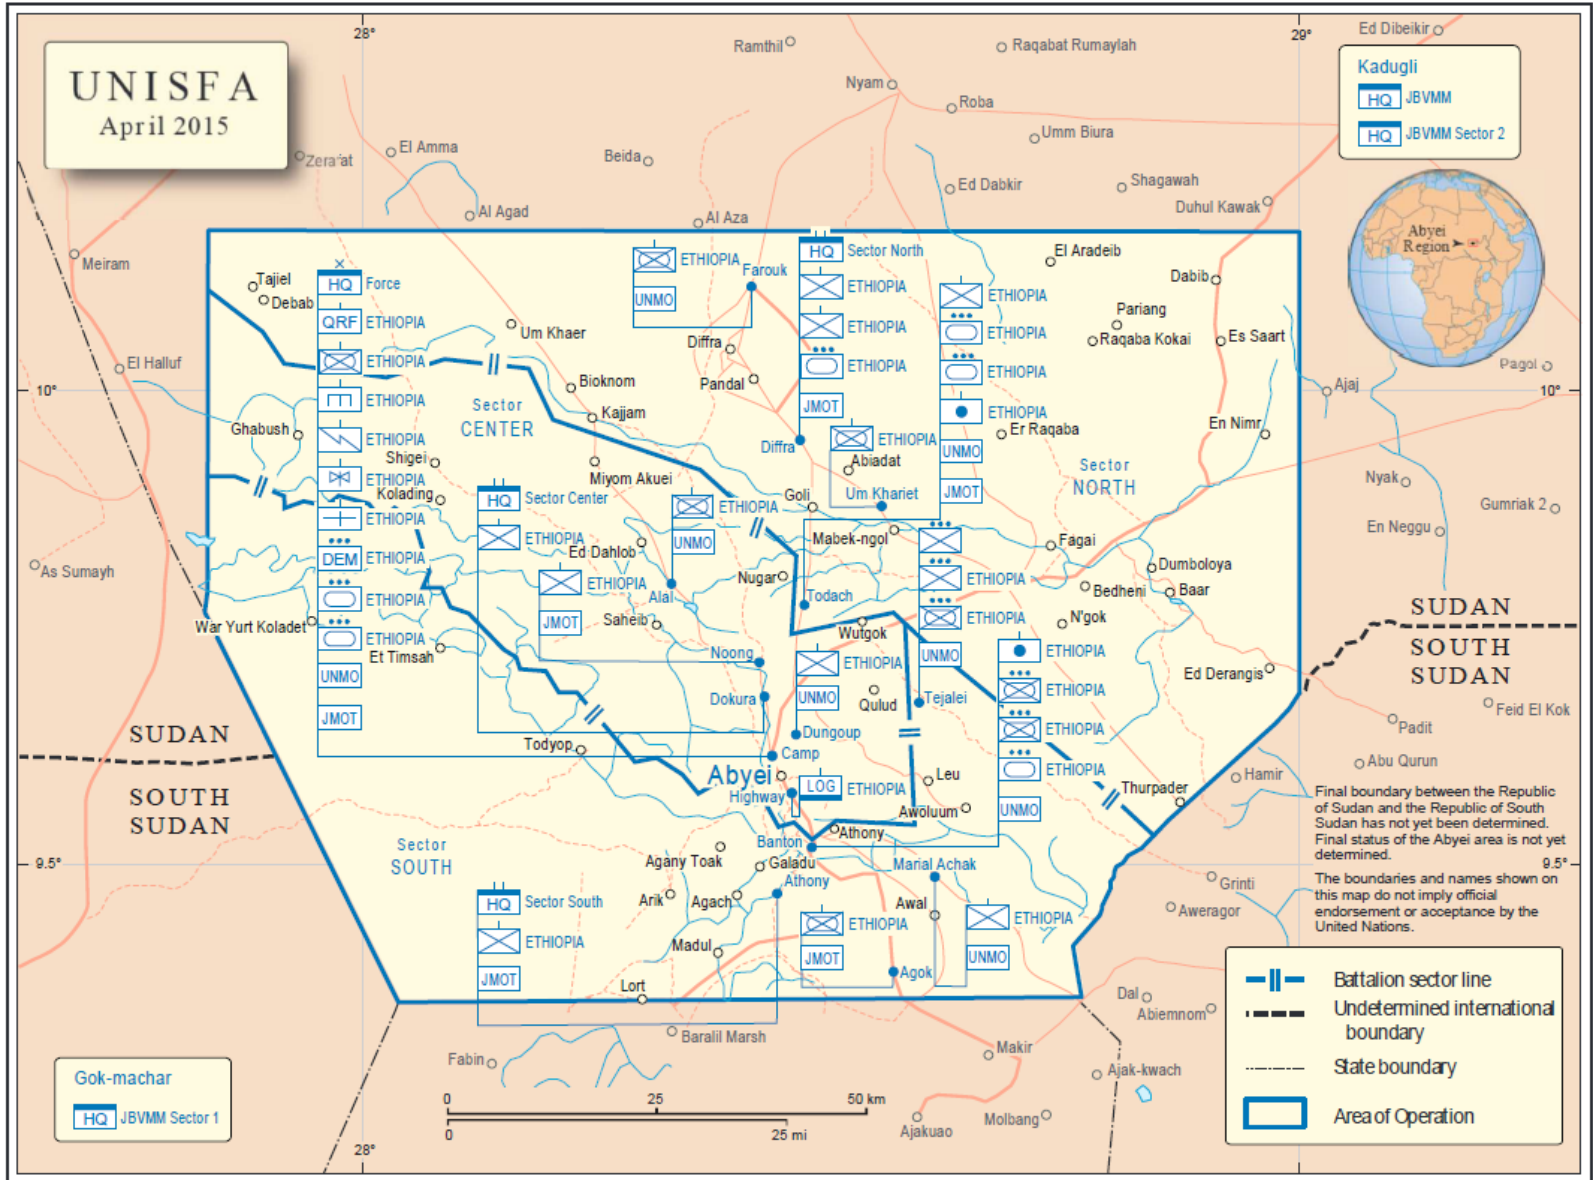 28°
29°
UNISFA
April 2015
Ramthil
Raqabat Rumaylah
Ed Dibeikir
Nyam
Roba
Umm Biura
Zera'at
El Amma
Beida
Ed Dabkir
Shagawah
Duhul Kawak
Al Agad
Al Aza
Meiram
El Halluf
As Sumayh
Kadugli
HQ JBVMM
HQ JBVMM Sector 2
Abyei
Region
Pagol
10°
10°
Ajaj
Nyak
Gumriak 2
En Neggu
Tajiel
Debab
HQ Force
QRF ETHIOPIA
ETHIOPIA
ETHIOPIA
ETHIOPIA
ETHIOPIA
ETHIOPIA
DEM ETHIOPIA
ETHIOPIA
ETHIOPIA
UNMO
JMOT
Um Khaer
Bioknom
Kajjam
Sector
CENTER
Ghabush
Shigei
Kolading
Miyom Akuei
War Yurt Koladet
Et Timsah
ETHIOPIA
UNMO
Farouk
Diffra
Pandal
HQ Sector North
ETHIOPIA
ETHIOPIA
ETHIOPIA
JMOT
Diffra
ETHIOPIA
ETHIOPIA
ETHIOPIA
ETHIOPIA
UNMO
JMOT
ETHIOPIA
Abiadat
Um Khariet
El Aradeib
Dabib
Pariang
Raqaba Kokai
Es Saart
Er Raqaba
En Nimr
Sector
NORTH
HQ Sector Center
ETHIOPIA
Ed Dahlob
ETHIOPIA
JMOT
ETHIOPIA
UNMO
Alal
Saheib
Goli
Nugar
Mabek-ngol
Todach
Fagai
Dumboloya
Bedheni
Baar
N'gok
ETHIOPIA
ETHIOPIA
ETHIOPIA
UNMO
Wutgok
Noong
Dokura
ETHIOPIA
UNMO
Qulud
Tejalei
Dungoup
Camp
Abyei
Highway
LOG ETHIOPIA
Leu
Awoluum
Athony
Banton
ETHIOPIA
ETHIOPIA
ETHIOPIA
ETHIOPIA
UNMO
Ed Derangis
Thurpader
SUDAN
SOUTH
SUDAN
Feid El Kok
Padit
Abu Qurun
Hamir
SUDAN
SOUTH
SUDAN
Todyop
Sector
SOUTH
9.5°
9.5°
Agany Toak
Galadu
Athony
Arik
Agach
Madul
Lort
HQ Sector South
ETHIOPIA
JMOT
Marial Achak
Awal
ETHIOPIA
JMOT
Agok
ETHIOPIA
UNMO
Grinti
Aweragor
Dal
Abiemnom
Final boundary between the Republic
of Sudan and the Republic of South
Sudan has not yet been determined.
Final status of the Abyei area is not yet
determined.
The boundaries and names shown on
this map do not imply official
endorsement or acceptance by the
United Nations.
Battalion sector line
Undetermined international
boundary
State boundary
Area of Operation
Baralil Marsh
Fabin
Makir
Ajak-kwach
Molbang
Ajakuao
Gok-machar
HQ JBVMM Sector 1
0 25 50 km
0 25 mi
28°